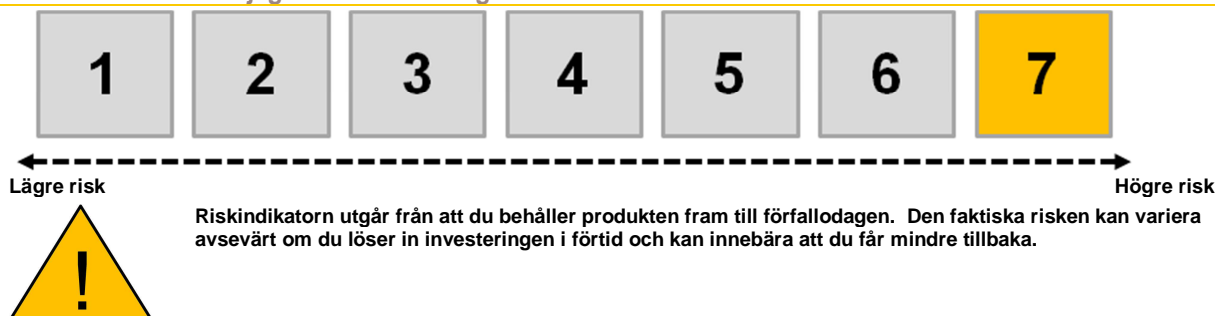 1 2 3 4 5 6 7
Lägre risk Högre risk
Riskindikatorn utgår från att du behåller produkten fram till förfallodagen. Den faktiska risken kan variera
avsevärt om du löser in investeringen i förtid och kan innebära att du får mindre tillbaka.
!